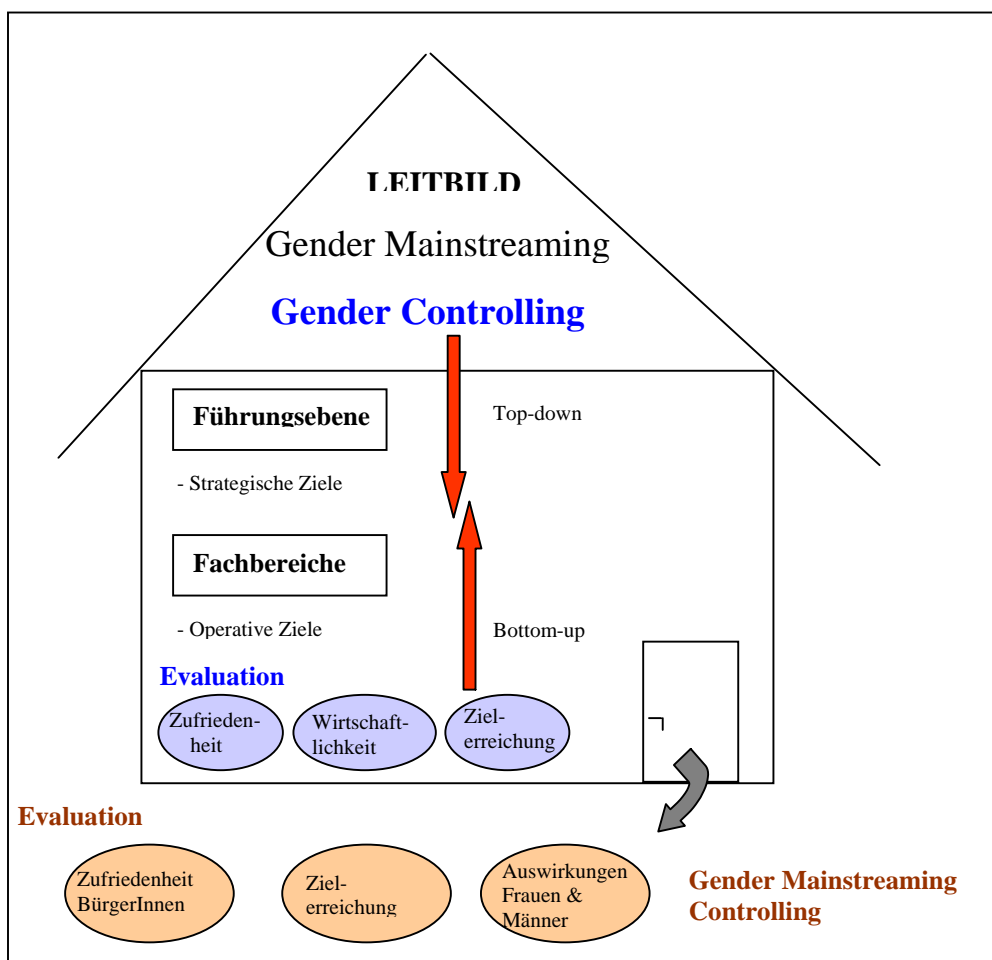 LEITBILD
Gender Mainstreaming
Gender Controlling
Führungsebene
Top-down
- Strategische Ziele
Fachbereiche
- Operative Ziele
Bottom-up
Evaluation
Zufrieden-
heit
Wirtschaft-
lichkeit
Ziel-
erreichung
Evaluation
Zufriedenheit
BürgerInnen
Ziel-
erreichung
Auswirkungen
Frauen &
Männer
Gender Mainstreaming
Controlling